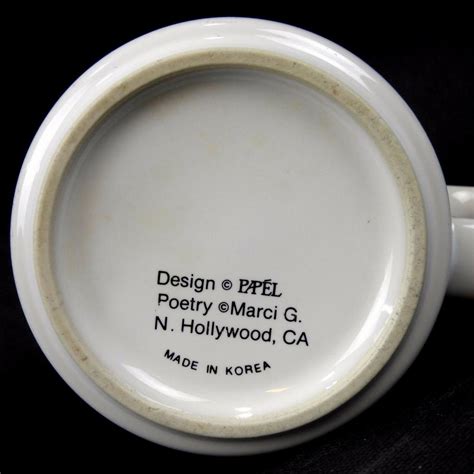 Design © PAPÉL
Poetry ©Marci G.
N. Hollywood, CA
MADE IN KOREA